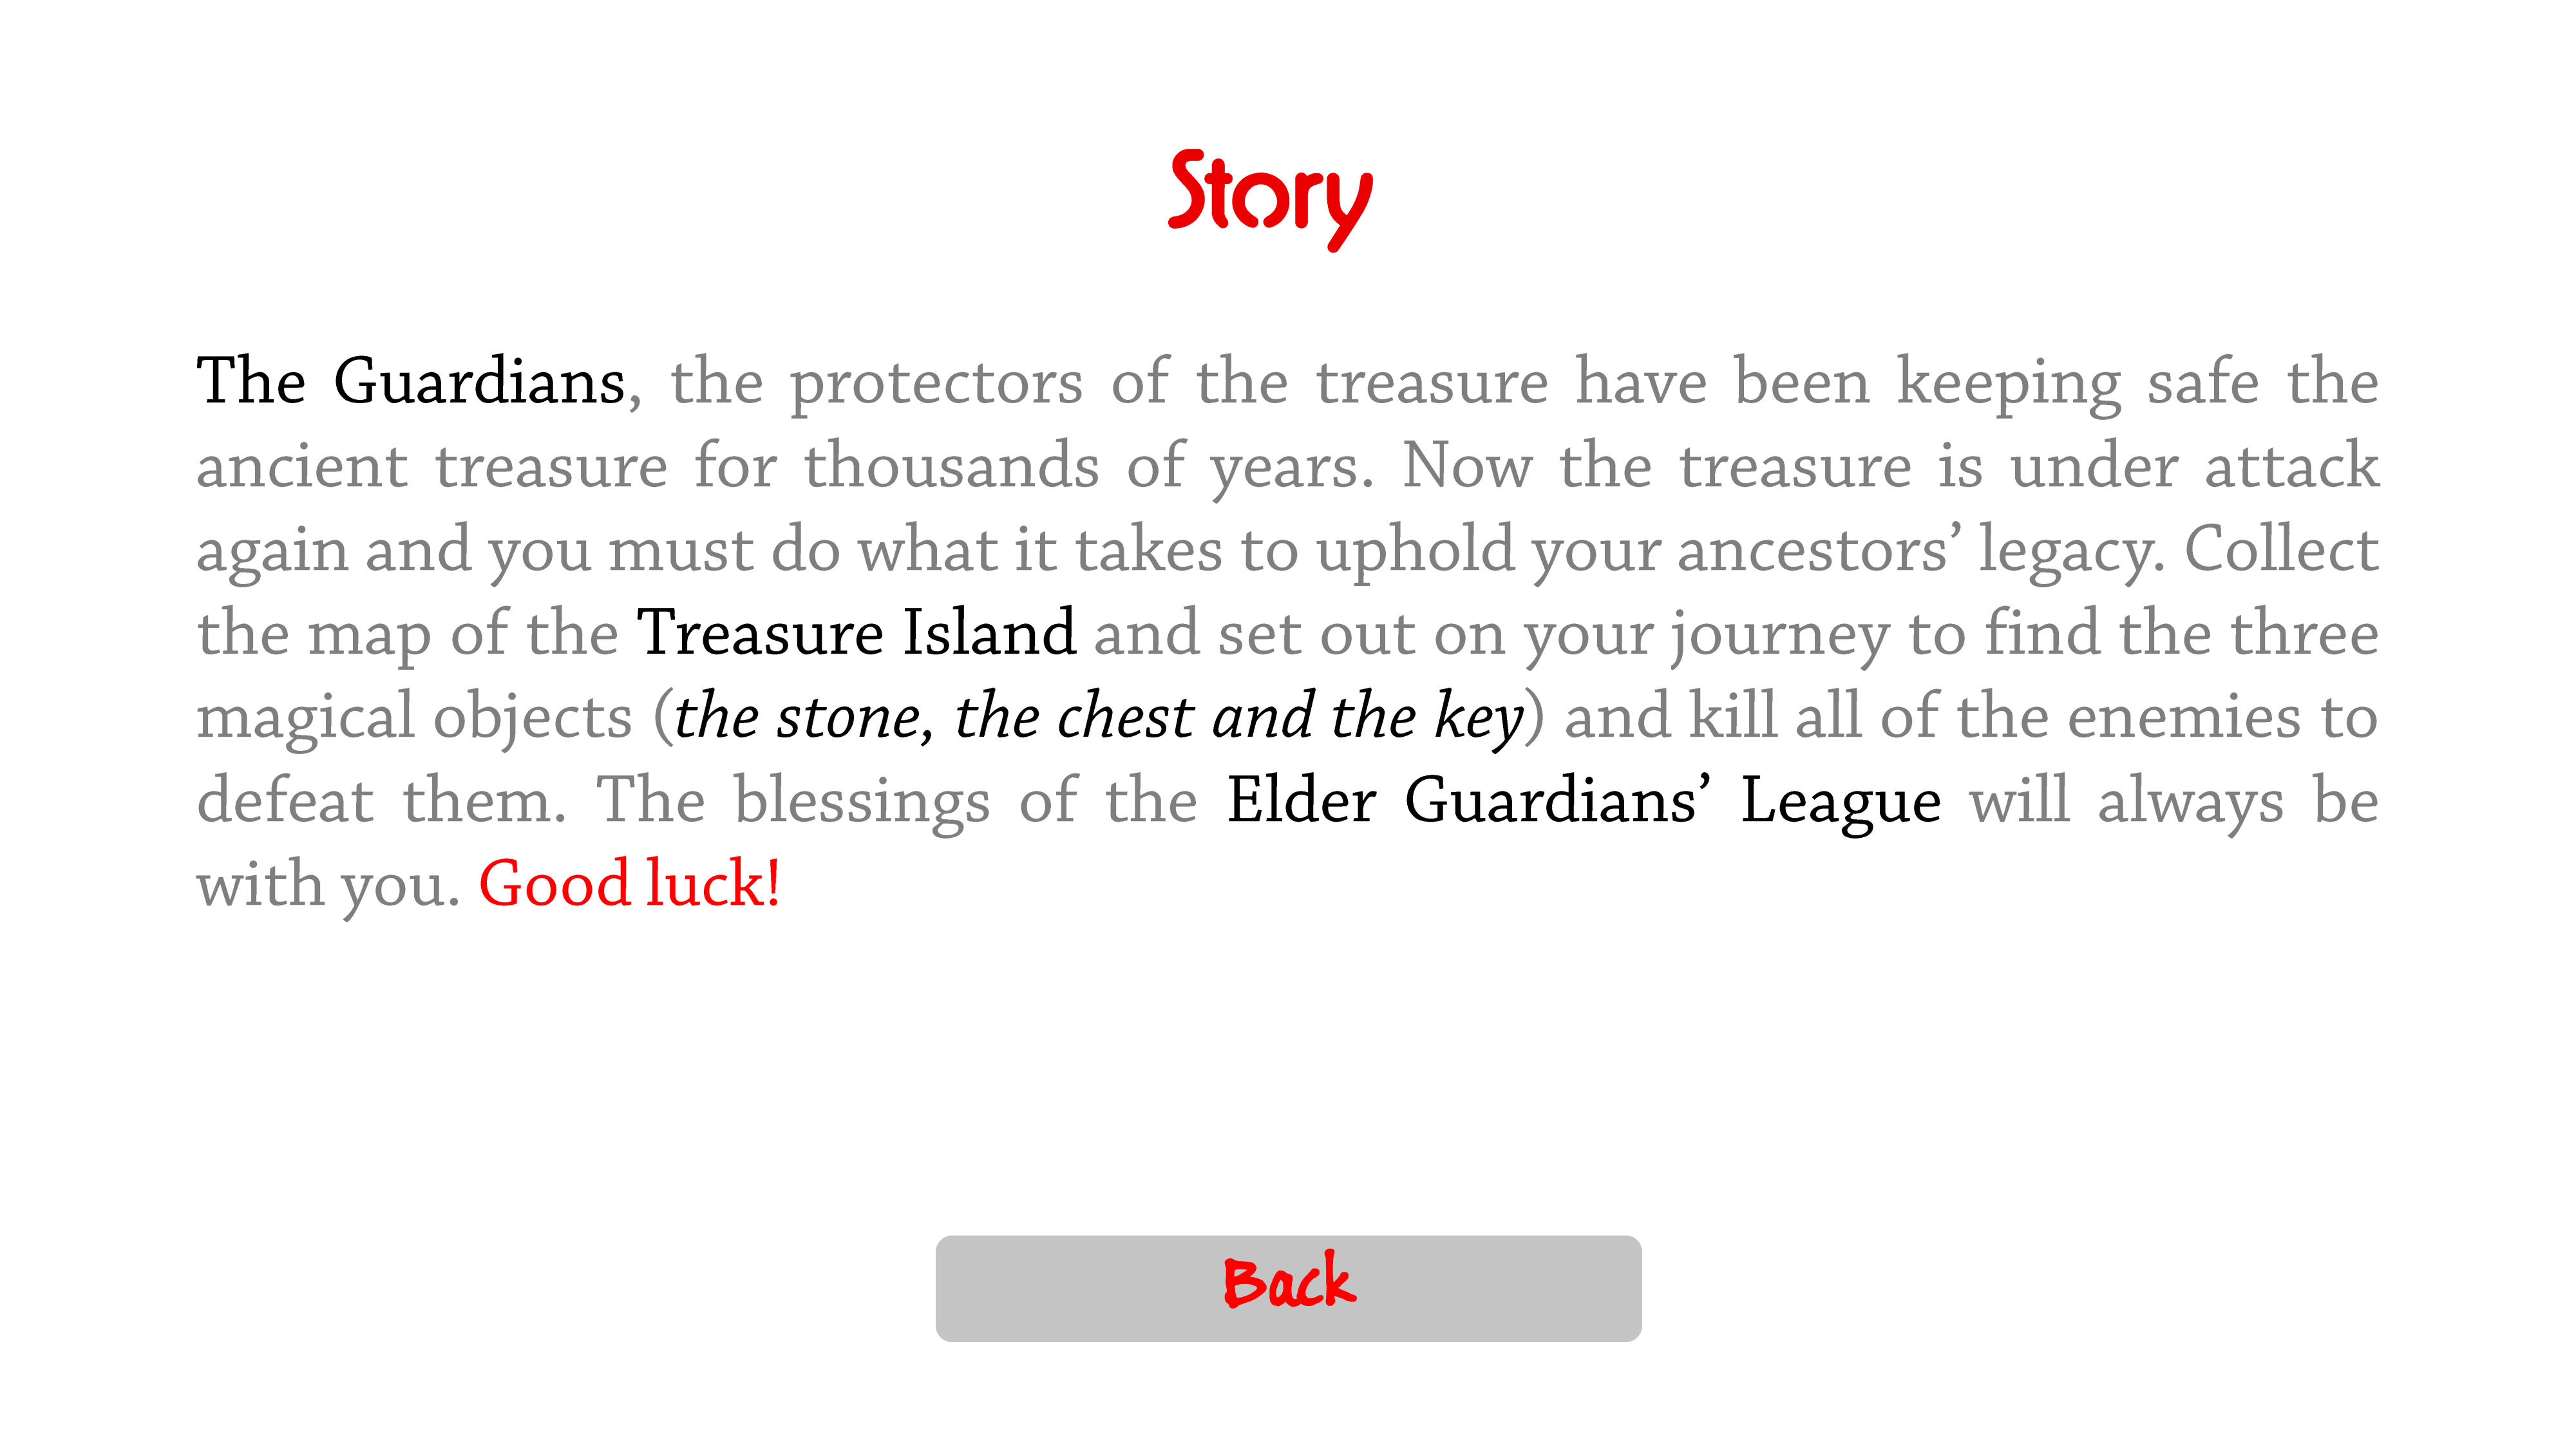 Story
The Guardians, the protectors of the treasure have been keeping safe the
ancient treasure for thousands of years. Now the treasure is under attack
again and you must do what it takes to uphold your ancestors’ legacy. Collect
the map of the Treasure Island and set out on your journey to find the three
magical objects (the stone, the chest and the key) and kill all of the enemies to
defeat them. The blessings of the Elder Guardians’ League will always be
with you. Good luck!
Back